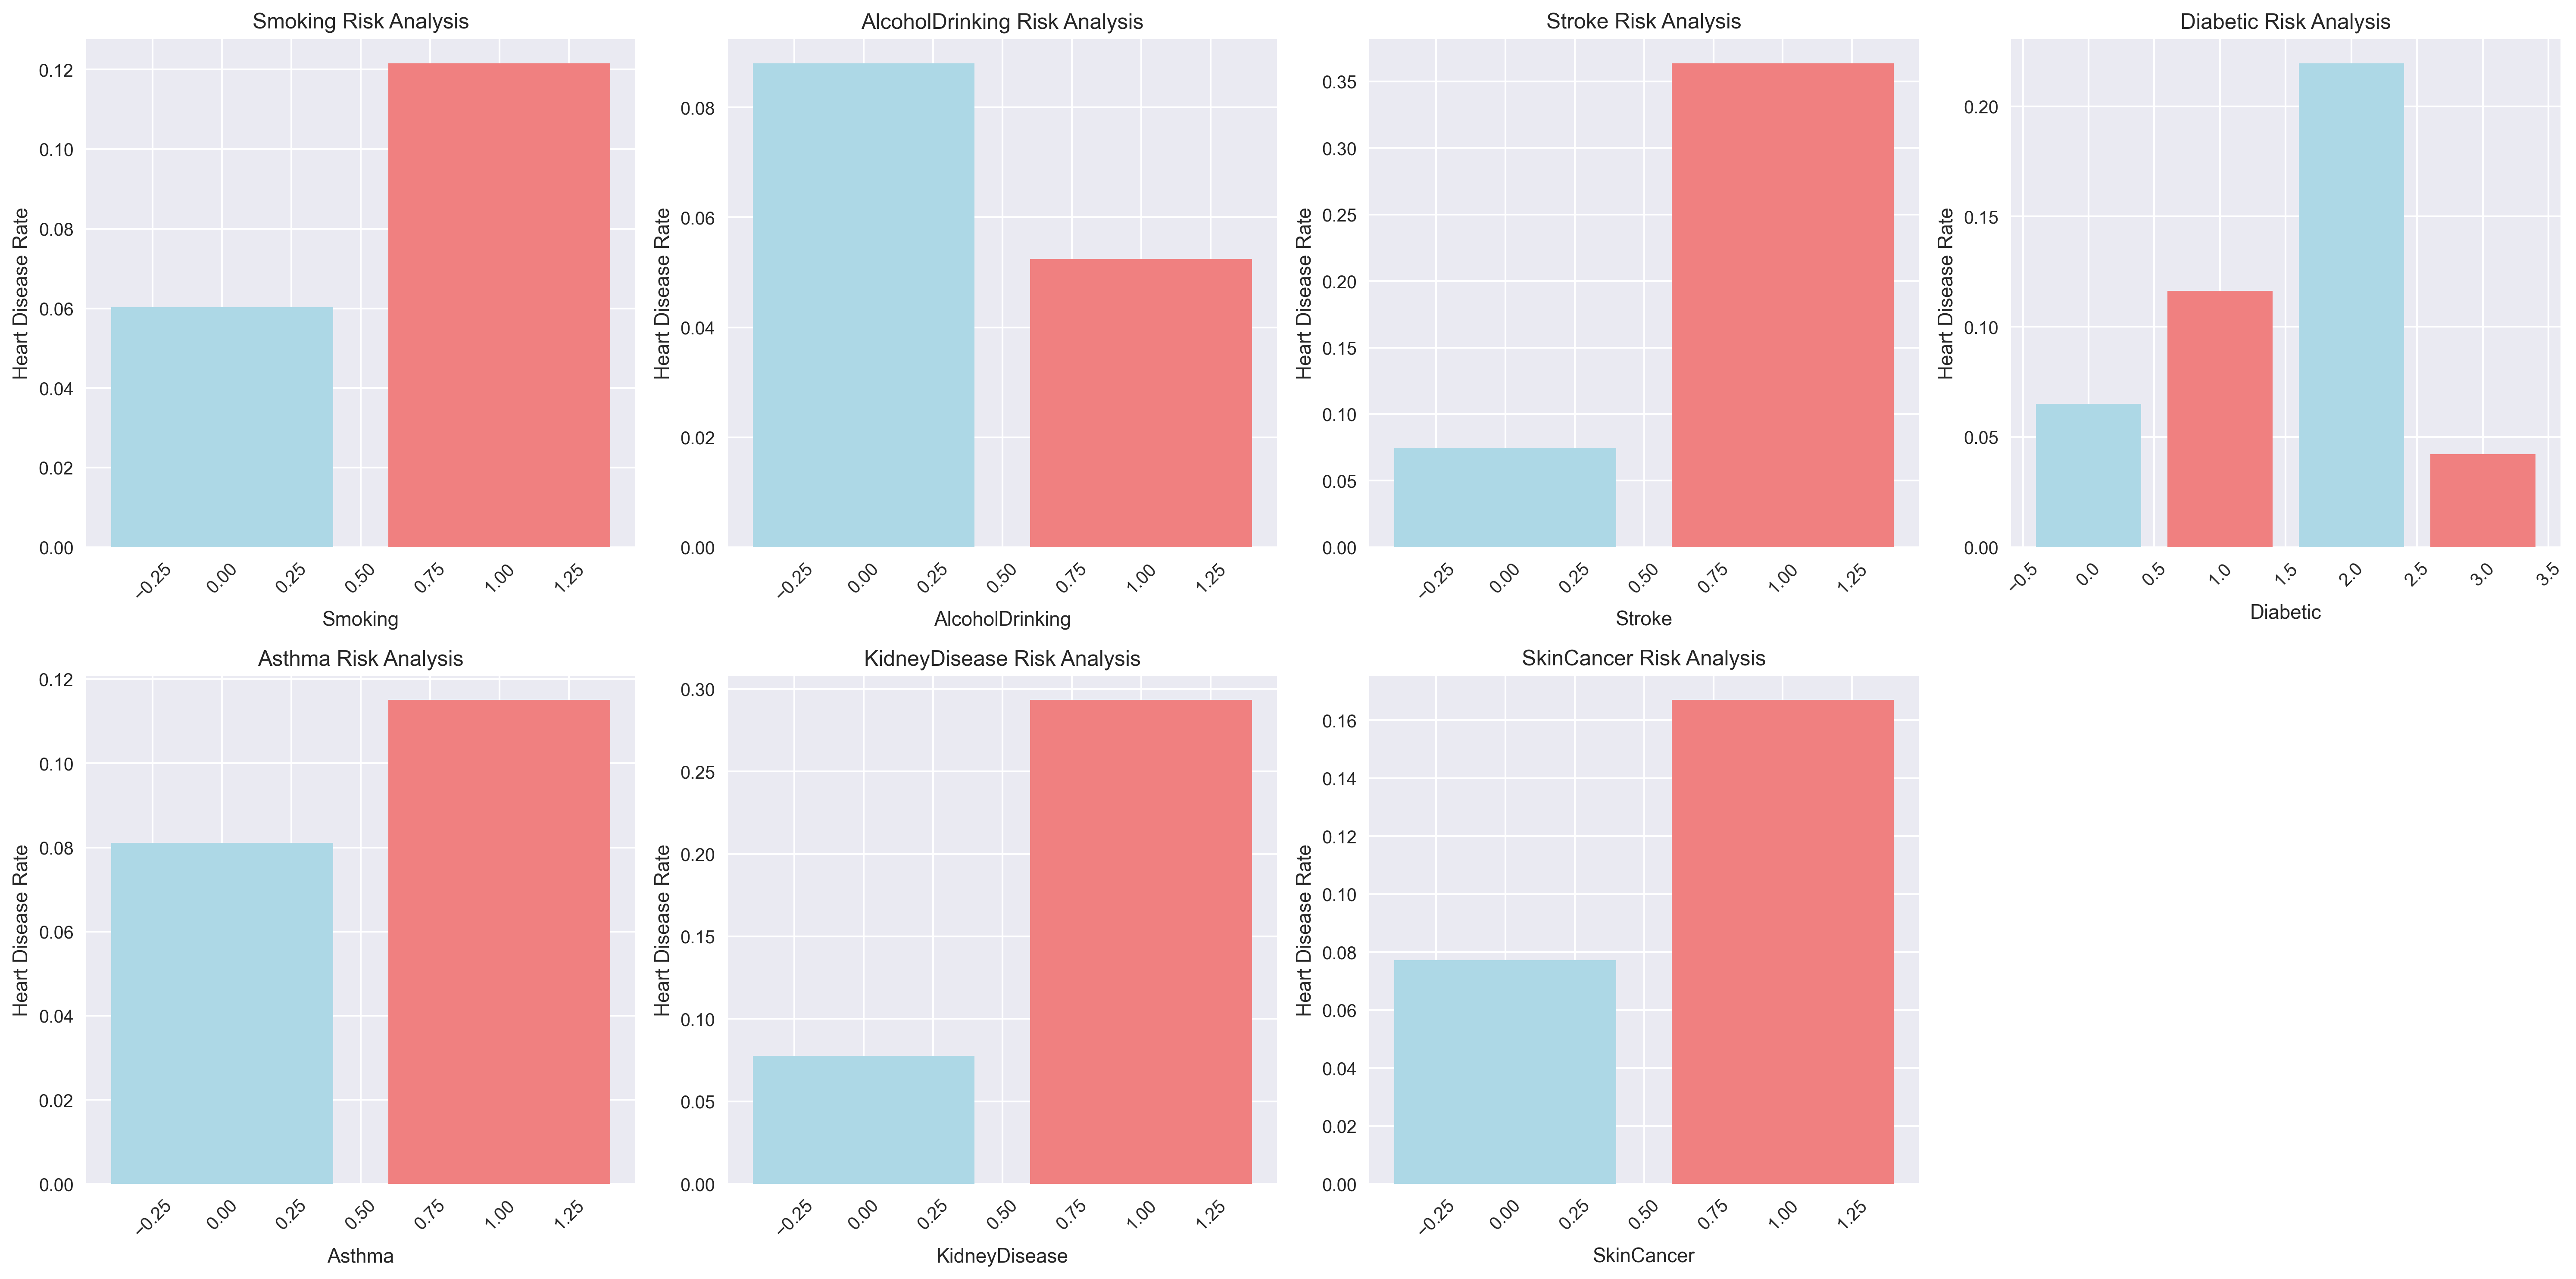 Smoking Risk Analysis
Heart Disease Rate
0.12
0.10
0.08
0.06
0.04
0.02
0.00
−0.25 0.00 0.25 0.50 0.75 1.00 1.25
Smoking
AlcoholDrinking Risk Analysis
Heart Disease Rate
0.08
0.06
0.04
0.02
0.00
−0.25 0.00 0.25 0.50 0.75 1.00 1.25
AlcoholDrinking
Stroke Risk Analysis
Heart Disease Rate
0.35
0.30
0.25
0.20
0.15
0.10
0.05
0.00
−0.25 0.00 0.25 0.50 0.75 1.00 1.25
Stroke
Diabetic Risk Analysis
Heart Disease Rate
0.20
0.15
0.10
0.05
0.00
−0.5 0.0 0.5 1.0 1.5 2.0 2.5 3.0 3.5
Diabetic
Asthma Risk Analysis
Heart Disease Rate
0.12
0.10
0.08
0.06
0.04
0.02
0.00
−0.25 0.00 0.25 0.50 0.75 1.00 1.25
Asthma
KidneyDisease Risk Analysis
Heart Disease Rate
0.30
0.25
0.20
0.15
0.10
0.05
0.00
−0.25 0.00 0.25 0.50 0.75 1.00 1.25
KidneyDisease
SkinCancer Risk Analysis
Heart Disease Rate
0.16
0.14
0.12
0.10
0.08
0.06
0.04
0.02
0.00
−0.25 0.00 0.25 0.50 0.75 1.00 1.25
SkinCancer